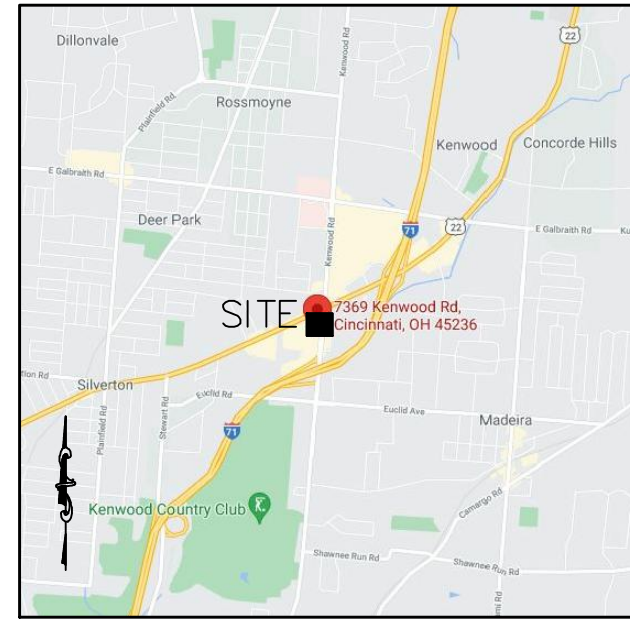 Dillonvale
Kenwood Rd
22
Rossmoyne
Plainfield Rd
Kenwood
Concorde Hills
E Galbraith Rd
Deer Park
Kenwood Rd
71
22
E Galbraith Rd
SITE
7369 Kenwood Rd,
Cincinnati, OH 45236
Silverton
Euclid Rd
Stewart Rd
Euclid Ave
Plainfield Rd
71
Madeira
Camargo Rd
Kenwood Country Club
Shawnee Run Rd
Shawnee Run Rd